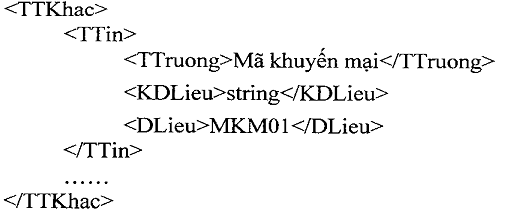 <TTKhac>
<TTin>
<TTruong>Mã khuyến mại</TTruong>
<KDLieu>string</KDLieu>
<DLieu>MKM01</DLieu>
</TTin>
......
</TTKhac>